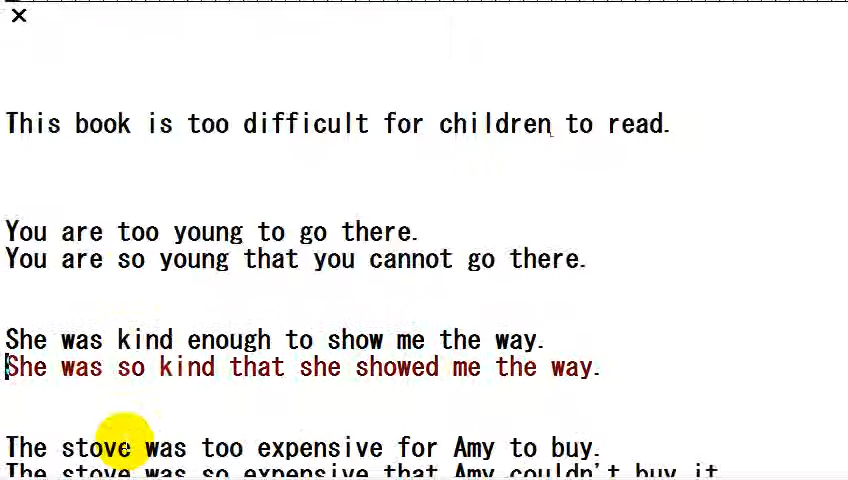 This book is too difficult for children to read.
You are too young to go there.
You are so young that you cannot go there.
She was kind enough to show me the way.
She was so kind that she showed me the way.
The stove was too expensive for Amy to buy.
The stove was so expensive that Amy couldn't buy it